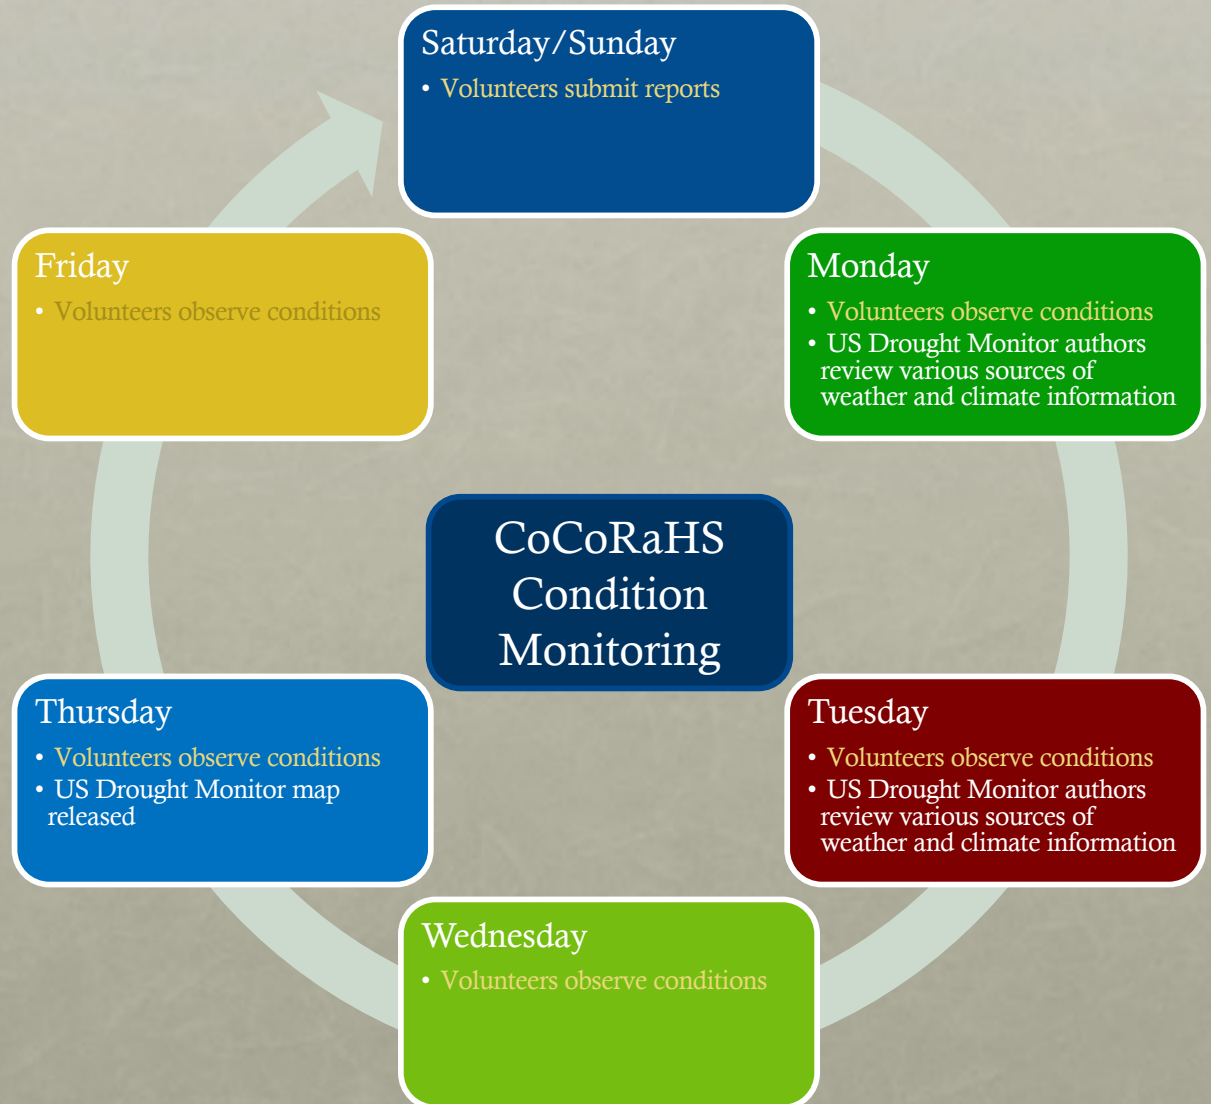 Saturday/Sunday
• Volunteers submit reports
Monday
• Volunteers observe conditions
• US Drought Monitor authors
review various sources of
weather and climate information
Tuesday
• Volunteers observe conditions
• US Drought Monitor authors
review various sources of
weather and climate information
Wednesday
• Volunteers observe conditions
Thursday
• Volunteers observe conditions
• US Drought Monitor map
released
Friday
• Volunteers observe conditions
CoCoRaHS
Condition
Monitoring